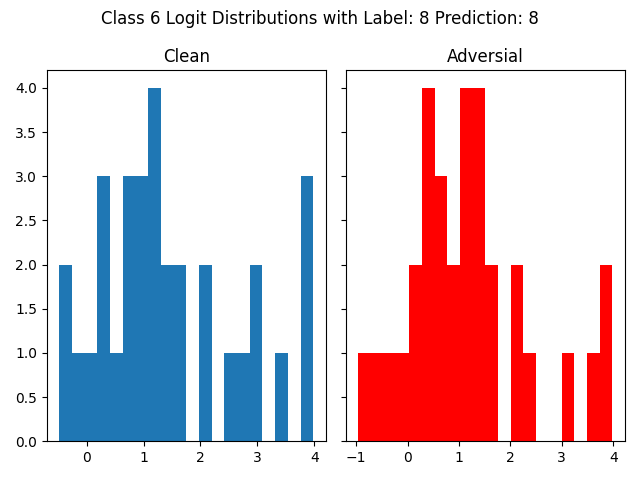 Class 6 Logit Distributions with Label: 8 Prediction: 8
Clean
Adversial
4.0
3.5
3.0
2.5
2.0
1.5
1.0
0.5
0.0
0 1 2 3 4
−1 0 1 2 3 4